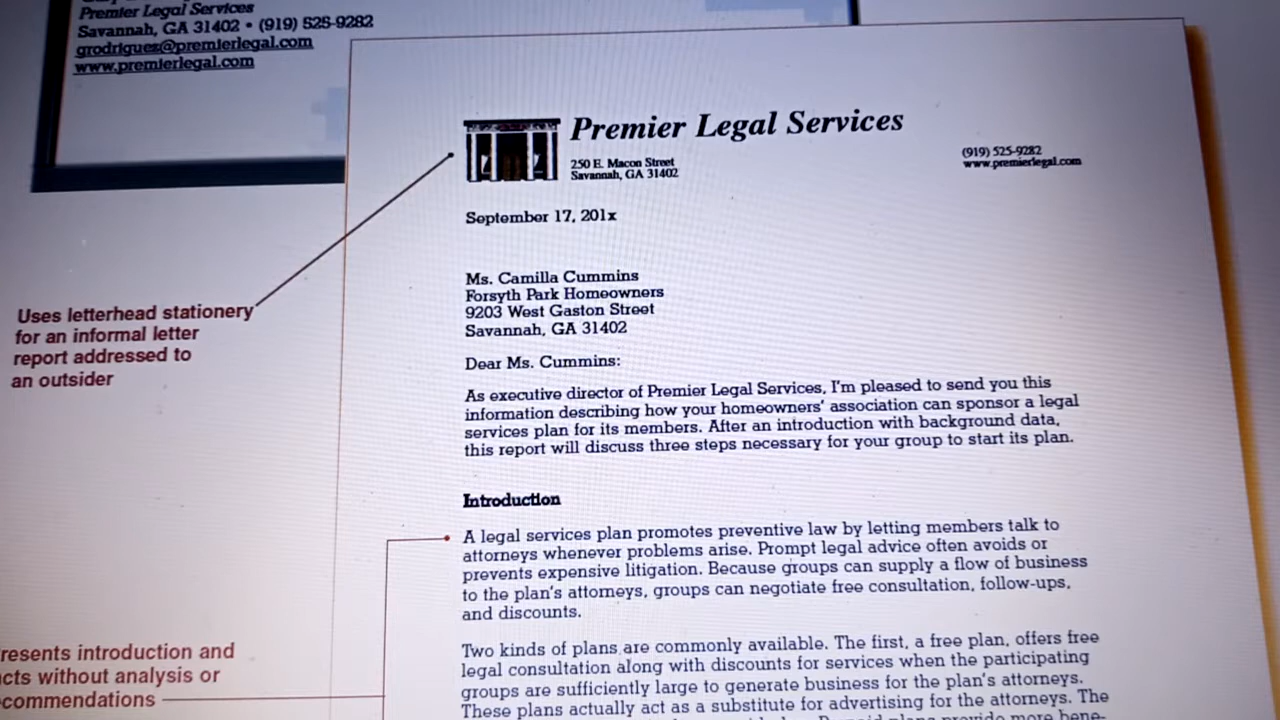 Premier Legal Services
Savannah, GA 31402 • (919) 525-9282
grodriguez@premierlegal.com
www.premierlegal.com
Premier Legal Services
250 E. Macon Street
Savannah, GA 31402
(919) 525-9282
www.premierlegal.com
September 17, 201x
Ms. Camilla Cummins
Forsyth Park Homeowners
9203 West Gaston Street
Savannah, GA 31402
Dear Ms. Cummins:
As executive director of Premier Legal Services, I'm pleased to send you this
information describing how your homeowners' association can sponsor a legal
services plan for its members. After an introduction with background data,
this report will discuss three steps necessary for your group to start its plan.
Introduction
A legal services plan promotes preventive law by letting members talk to
attorneys whenever problems arise. Prompt legal advice often avoids or
prevents expensive litigation. Because groups can supply a flow of business
to the plan's attorneys, groups can negotiate free consultation, follow-ups,
and discounts.
Two kinds of plans are commonly available. The first, a free plan, offers free
legal consultation along with discounts for services when the participating
groups are sufficiently large to generate business for the plan's attorneys.
These plans actually act as a substitute for advertising for the attorneys. The
plans provide more bene-
Uses letterhead stationery
for an informal letter
report addressed to
an outsider
resents introduction and
cts without analysis or
commendations